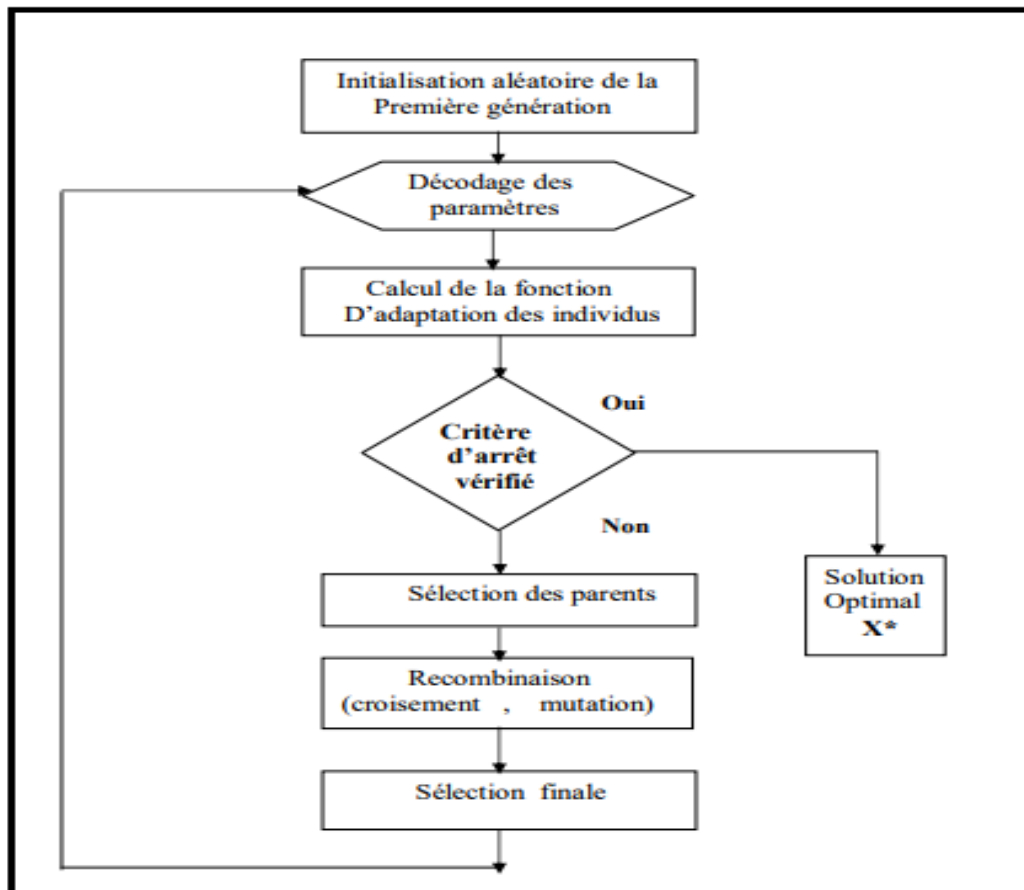 Initialisation aléatoire de la
Première génération
Décodage des
paramètres
Calcul de la fonction
D'adaptation des individus
Oui
Critère
d'arrêt
vérifié
Non
Sélection des parents
Solution
Optimal
X*
Recombinaison
(croisement , mutation)
Sélection finale